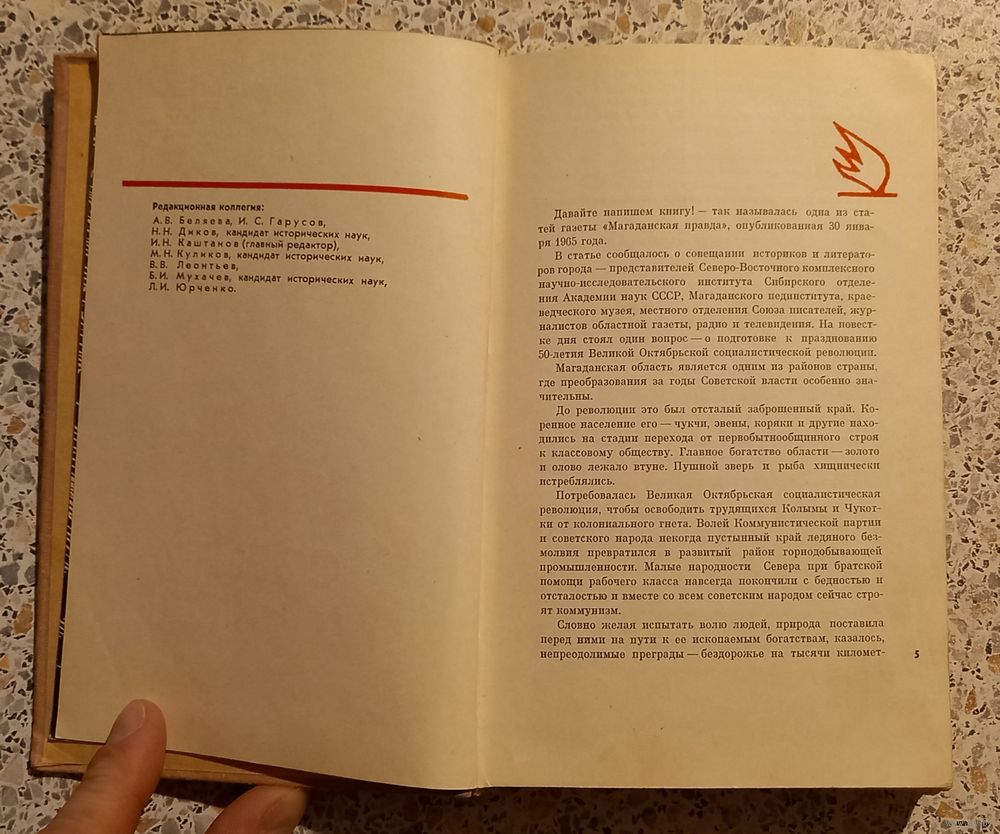 Редакционная коллегия:
А.В. Беляева, И. С. Гарусов,
Н.Н. Диков, кандидат исторических наук,
И.Н. Каштанов (главный редактор),
М.Н. Куликов, кандидат исторических наук,
В.В. Леонтьев,
Б.И. Мухачев, кандидат исторических наук,
Л.И. Юрченко.
Давайте напишем книгу! — так называлась одна из ста-
тей газеты «Магаданская правда», опубликованная 30 янва-
ря 1965 года.
В статье сообщалось о совещании историков и литерато-
ров города — представителей Северо-Восточного комплексного
научно-исследовательского института Сибирского отделе-
ния Академии наук СССР, Магаданского пединститута, крае-
ведческого музея, местного отделения Союза писателей, жур-
налистов областной газеты, радио и телевидения. На повест-
ке дня стоял один вопрос — о подготовке к празднованию
50-летия Великой Октябрьской социалистической революции.
Магаданская область является одним из районов страны,
где преобразования за годы Советской власти особенно зна-
чительны.
До революции это был отсталый заброшенный край. Ко-
ренное население его — чукчи, эвены, коряки и другие нахо-
дились на стадии перехода от первобытнообщинного строя
к классовому обществу. Главное богатство области — золото
и олово лежало втуне. Пушной зверь и рыба хищнически
истреблялись.
Потребовалась Великая Октябрьская социалистическая
революция, чтобы освободить трудящихся Колымы и Чукот-
ки от колониального гнета. Волей Коммунистической партии
и советского народа некогда пустынный край ледяного без-
молвия превратился в развитый район горнодобывающей
промышленности. Малые народности Севера при братской
помощи рабочего класса навсегда покончили с бедностью и
отсталостью и вместе со всем советским народом сейчас стро-
ят коммунизм.
Словно желая испытать волю людей, природа поставила
перед ними на пути к ее ископаемым богатствам, казалось,
непреодолимые преграды — бездорожье на тысячи километ-
5